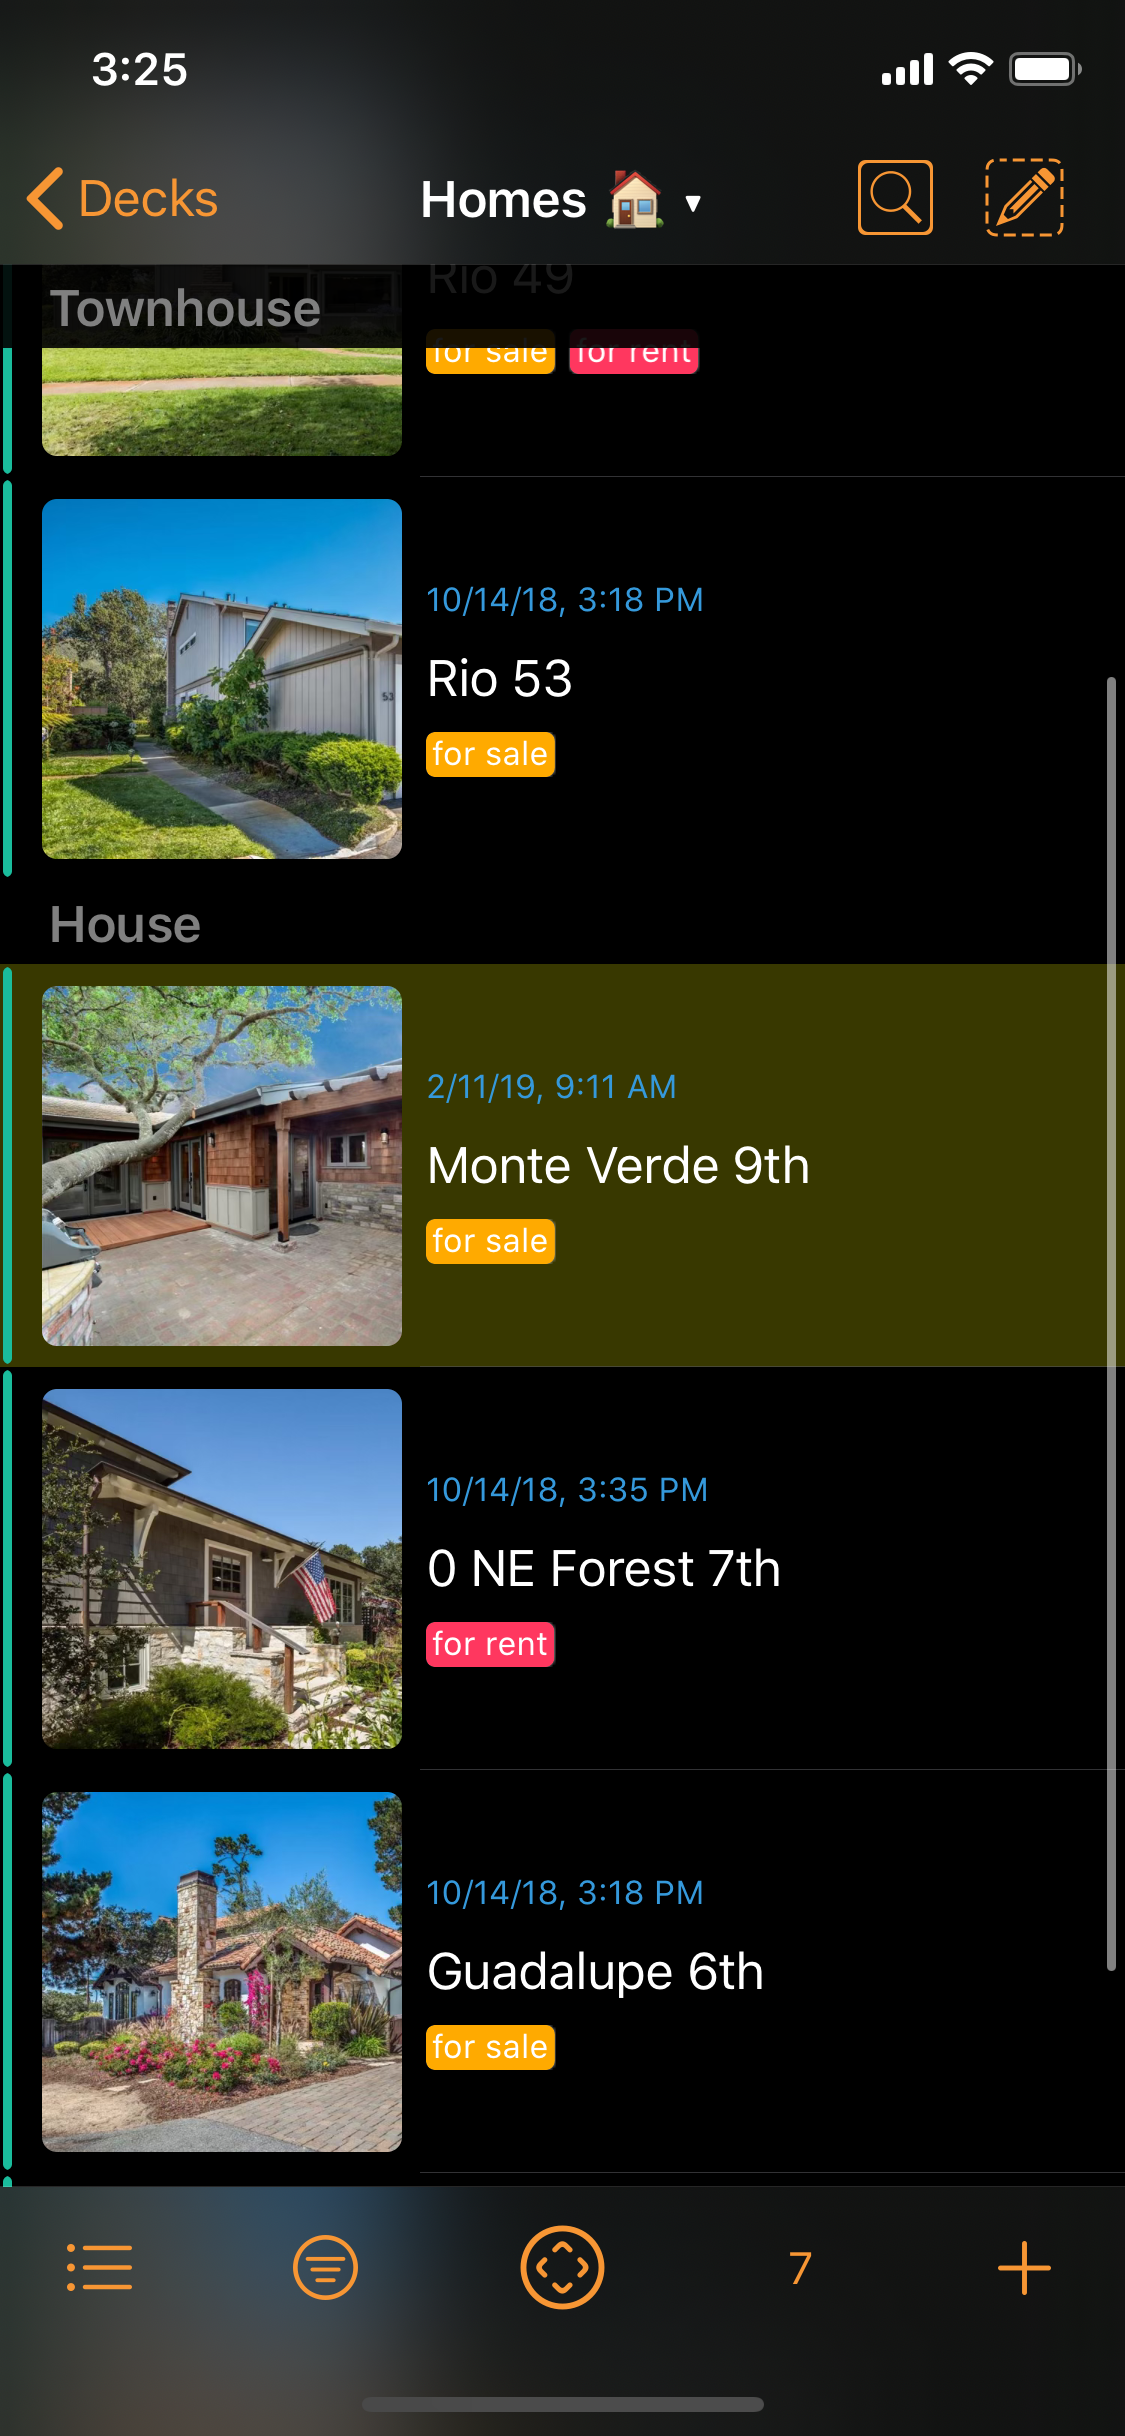 3:25
Decks
Homes 🏠 ▼
Townhouse
Rio 49
for sale for rent
10/14/18, 3:18 PM
Rio 53
for sale
53
House
2/11/19, 9:11 AM
Monte Verde 9th
for sale
10/14/18, 3:35 PM
0 NE Forest 7th
for rent
10/14/18, 3:18 PM
Guadalupe 6th
for sale
7